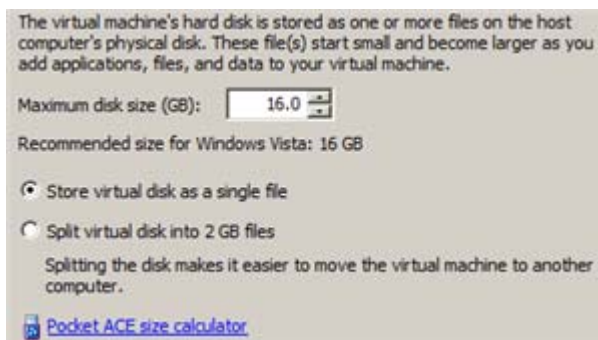 The virtual machine's hard disk is stored as one or more files on the host
computer's physical disk. These file(s) start small and become larger as you
add applications, files, and data to your virtual machine.
Maximum disk size (GB): 16.0
Recommended size for Windows Vista: 16 GB
Store virtual disk as a single file
Split virtual disk into 2 GB files
Splitting the disk makes it easier to move the virtual machine to another
computer.
Pocket ACE size calculator